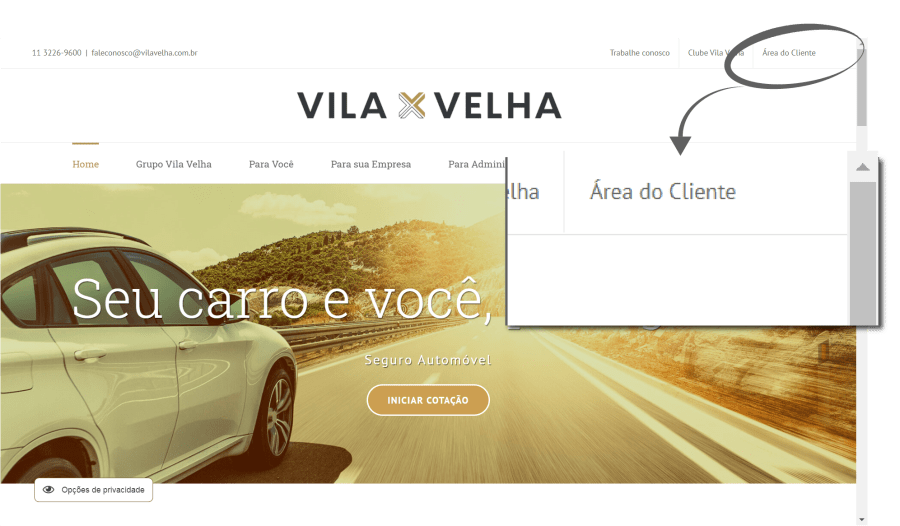 11 3226-9600 | faleconosco@vilavelha.com.br
Trabalhe conosco
Clube Vila
Área do Cliente
VILA VELHA
Home
Grupo Vila Velha
Para Você
Para sua Empresa
Para Admini
lha
Área do Cliente
Seu carro e você,
Seguro Automóvel
INICIAR COTAÇÃO
Opções de privacidade